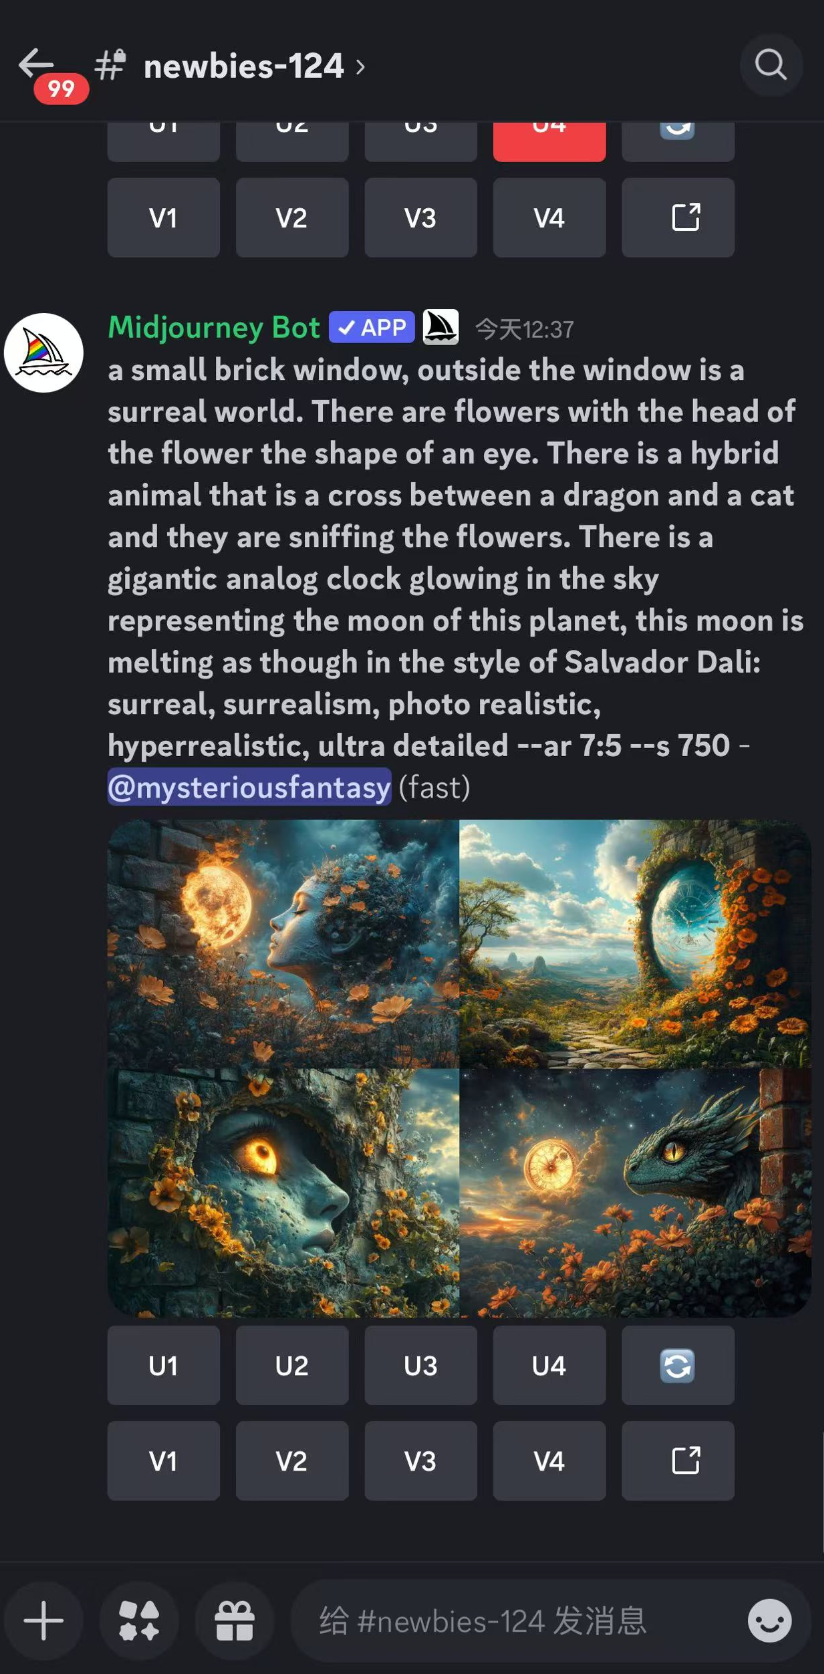 99
newbies-124
U1 U2 U3 U4
V1 V2 V3 V4
Midjourney Bot APP 今天12:37
a small brick window, outside the window is a
surreal world. There are flowers with the head of
the flower the shape of an eye. There is a hybrid
animal that is a cross between a dragon and a cat
and they are sniffing the flowers. There is a
gigantic analog clock glowing in the sky
representing the moon of this planet, this moon is
melting as though in the style of Salvador Dali:
surreal, surrealism, photo realistic,
hyperrealistic, ultra detailed --ar 7:5 --s 750 -
@mysteriousfantasy (fast)
U1 U2 U3 U4
V1 V2 V3 V4
给 #newbies-124 发消息